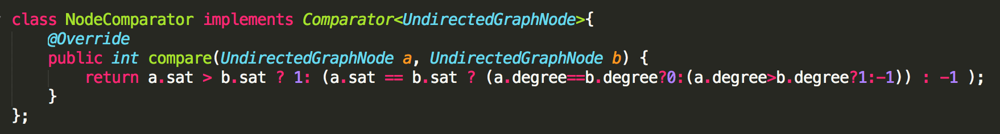 class NodeComparator implements Comparator<UndirectedGraphNode>{
    @Override
    public int compare(UndirectedGraphNode a, UndirectedGraphNode b) {
        return a.sat > b.sat ? 1: (a.sat == b.sat ? (a.degree==b.degree?0:(a.degree>b.degree?1:-1)) : -1 );
    }
};